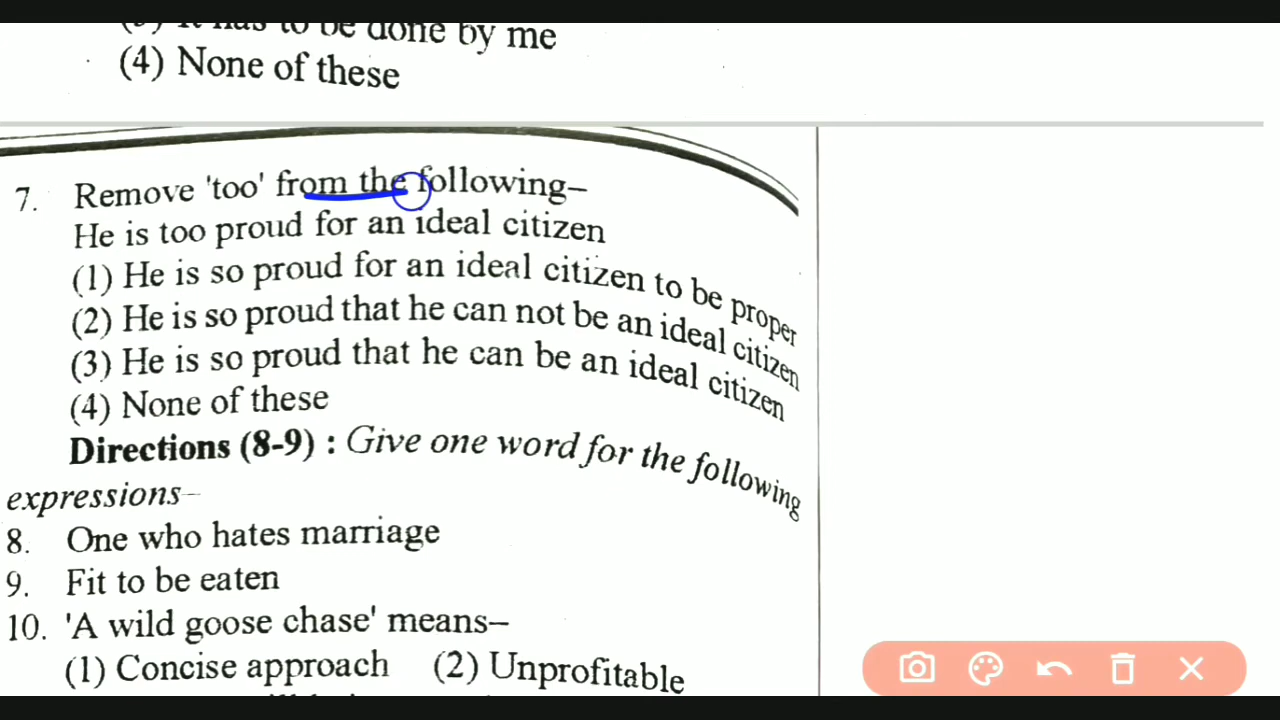 (3) It has to be done by me
(4) None of these
7. Remove 'too' from the following–
He is too proud for an ideal citizen
(1) He is so proud for an ideal citizen to be proper
(2) He is so proud that he can not be an ideal citizen
(3) He is so proud that he can be an ideal citizen
(4) None of these
Directions (8-9) : Give one word for the following
expressions–
8. One who hates marriage
9. Fit to be eaten
10. 'A wild goose chase' means–
(1) Concise approach (2) Unprofitable